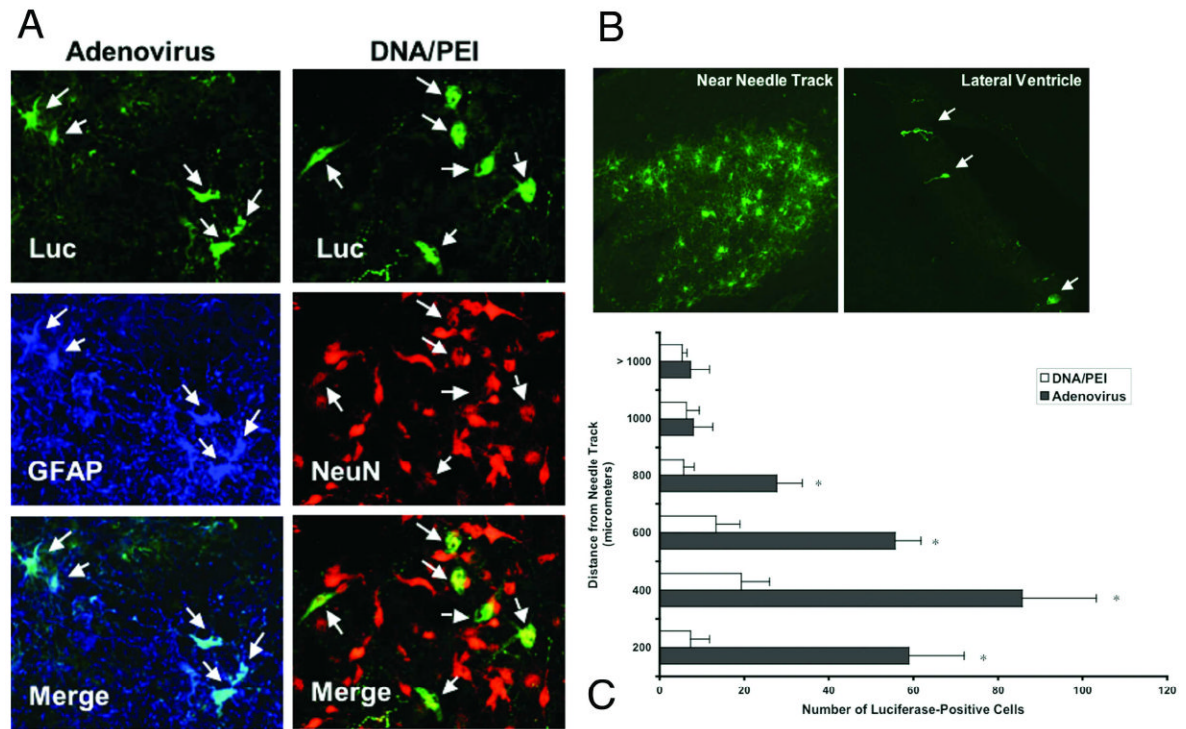 A
Adenovirus
DNA/PEI
Luc
Luc
GFAP
NeuN
Merge
Merge
B
Near Needle Track
Lateral Ventricle
> 1000
1000
800
600
400
200
Distance from Needle Track
(micrometers)
DNA/PEI
Adenovirus
*
*
*
*
0
20
40
60
80
100
120
Number of Luciferase-Positive Cells
C